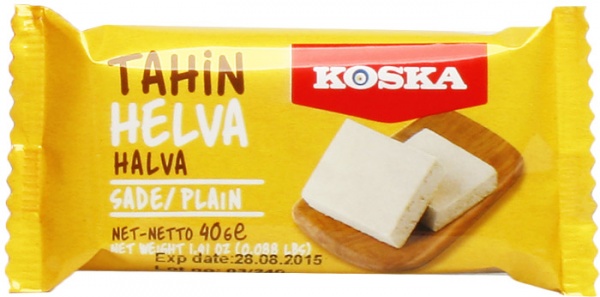 TAHiN
HELVA
HALVA
SADE/PLAIN
NET-NETTO 40g℮
NET WEIGHT 1.41 OZ (0.088 LBS)
Exp date:28.08.2015
KOSKA